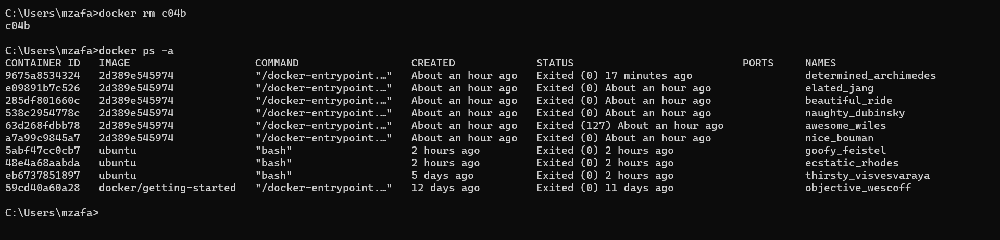 C:\Users\mzafa>docker rm c04b
c04b
C:\Users\mzafa>docker ps -a
CONTAINER ID   IMAGE                    COMMAND                  CREATED             STATUS                           PORTS     NAMES
9675a8534324   2d389e545974             "/docker-entrypoint.…"   About an hour ago   Exited (0) 17 minutes ago                  determined_archimedes
e09891b7c526   2d389e545974             "/docker-entrypoint.…"   About an hour ago   Exited (0) About an hour ago               elated_jang
285df801660c   2d389e545974             "/docker-entrypoint.…"   About an hour ago   Exited (0) About an hour ago               beautiful_ride
538c2954778c   2d389e545974             "/docker-entrypoint.…"   About an hour ago   Exited (0) About an hour ago               naughty_dubinsky
63d268fdbb78   2d389e545974             "/docker-entrypoint.…"   About an hour ago   Exited (127) About an hour ago             awesome_wiles
a7a99c9845a7   2d389e545974             "/docker-entrypoint.…"   About an hour ago   Exited (0) About an hour ago               nice_bouman
5abf47cc0cb7   ubuntu                   "bash"                   2 hours ago         Exited (0) 2 hours ago                     goofy_feistel
48e4a68aabda   ubuntu                   "bash"                   2 hours ago         Exited (0) 2 hours ago                     ecstatic_rhodes
eb6737851897   ubuntu                   "bash"                   5 days ago          Exited (0) 2 hours ago                     thirsty_visvesvaraya
59cd40a60a28   docker/getting-started   "/docker-entrypoint.…"   12 days ago         Exited (0) 11 days ago                     objective_wescoff
C:\Users\mzafa>